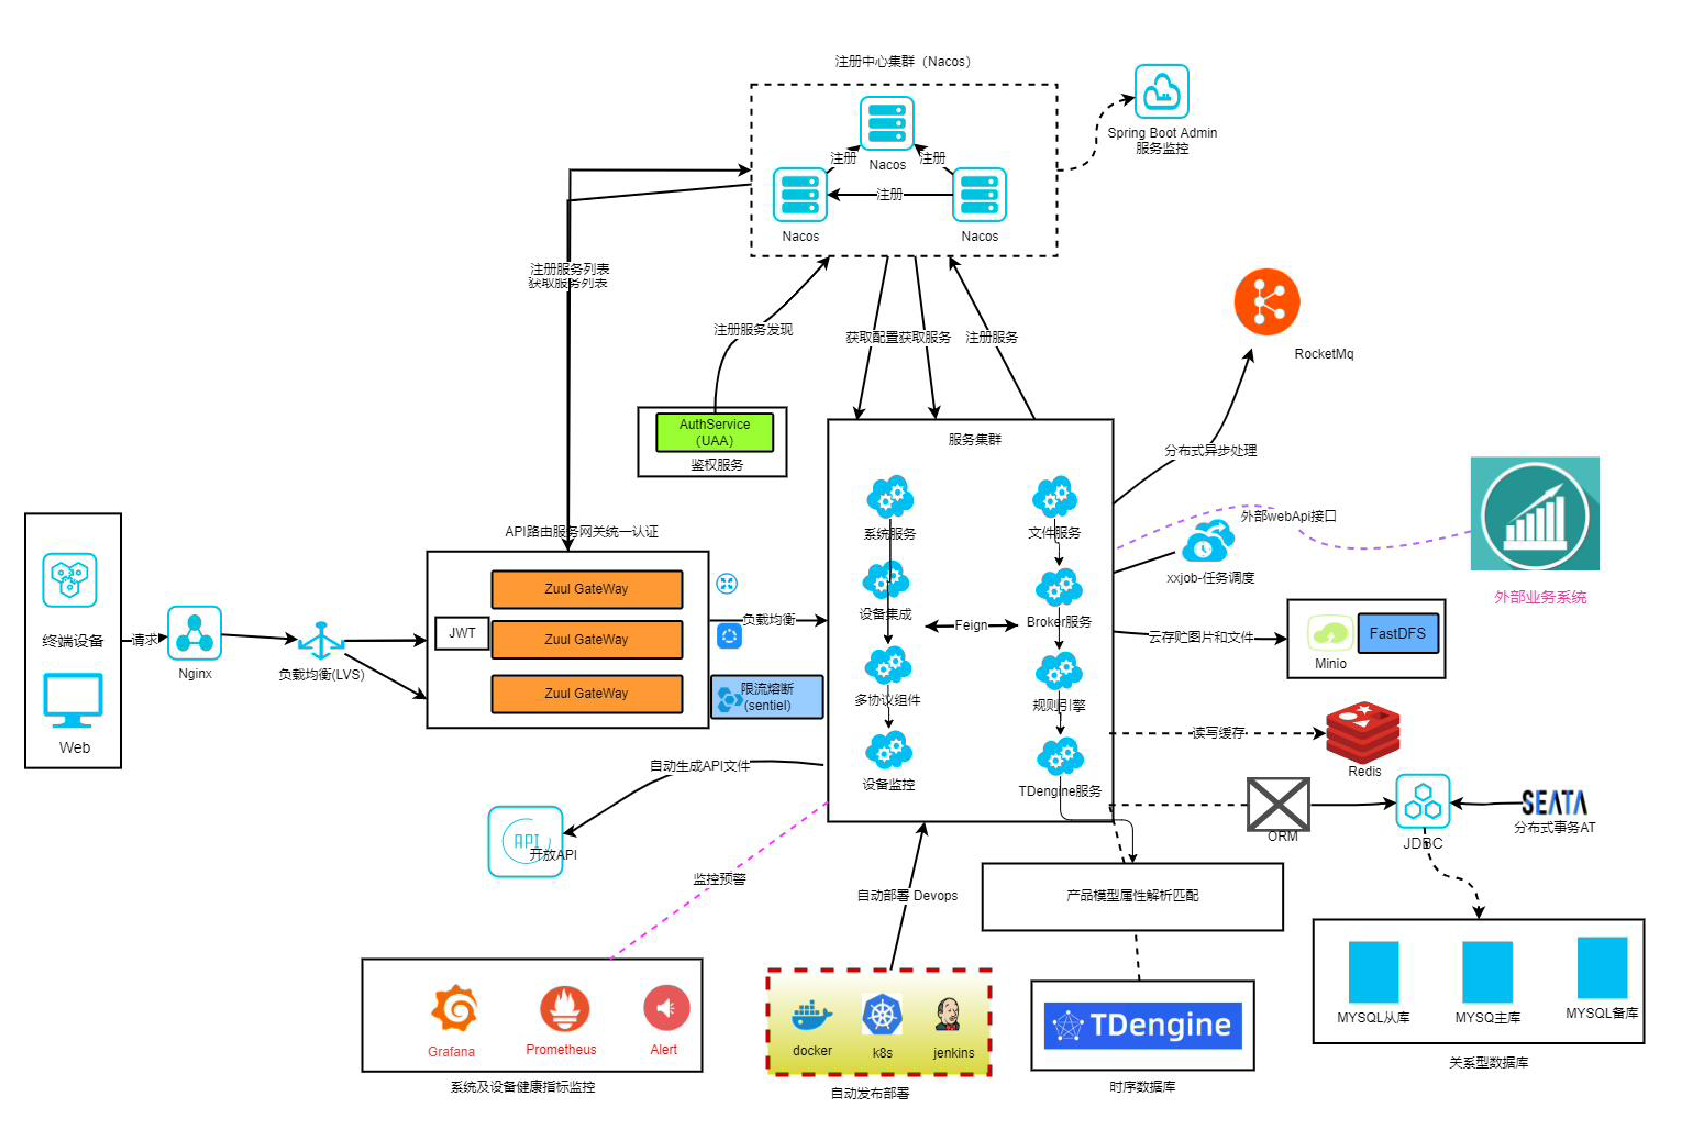 注册中心集群（Nacos）
Nacos
注册
注册
注册
Nacos
Nacos
Spring Boot Admin
服务监控
注册服务列表
获取服务列表
注册服务发现
获取配置
获取服务
注册服务
RocketMq
AuthService
（UAA）
鉴权服务
服务集群
分布式异步处理
系统服务
文件服务
外部webApi接口
xxjob-任务调度
外部业务系统
API路由服务网关统一认证
Zuul GateWay
JWT
Zuul GateWay
Zuul GateWay
负载均衡
限流熔断
(sentiel)
终端设备
请求
Nginx
负载均衡(LVS)
Web
设备集成
Feign
Broker服务
云存贮图片和文件
Minio
FastDFS
多协议组件
规则引擎
读写缓存
Redis
设备监控
TDengine服务
自动生成API文件
API
开放API
ORM
JDBC
SEATA
分布式事务AT
监控预警
自动部署 Devops
产品模型属性解析匹配
Grafana
Prometheus
Alert
系统及设备健康指标监控
docker
k8s
jenkins
自动发布部署
TDengine
时序数据库
MYSQL从库
MYSQ主库
MYSQL备库
关系型数据库